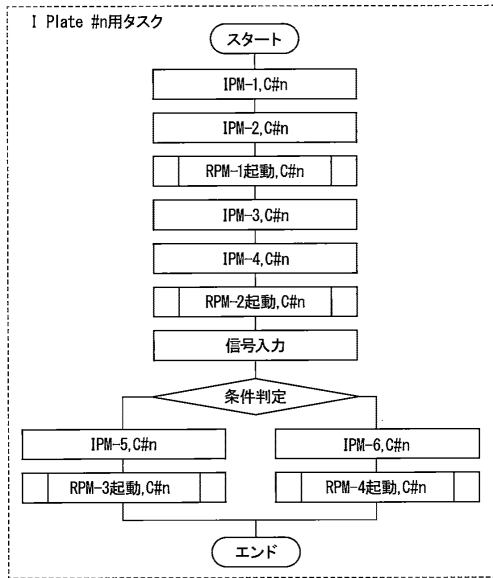 I Plate #n用タスク
スタート
IPM-1,C#n
IPM-2,C#n
RPM-1起動,C#n
IPM-3,C#n
IPM-4,C#n
RPM-2起動,C#n
信号入力
条件判定
IPM-5,C#n
IPM-6,C#n
RPM-3起動,C#n
RPM-4起動,C#n
エンド